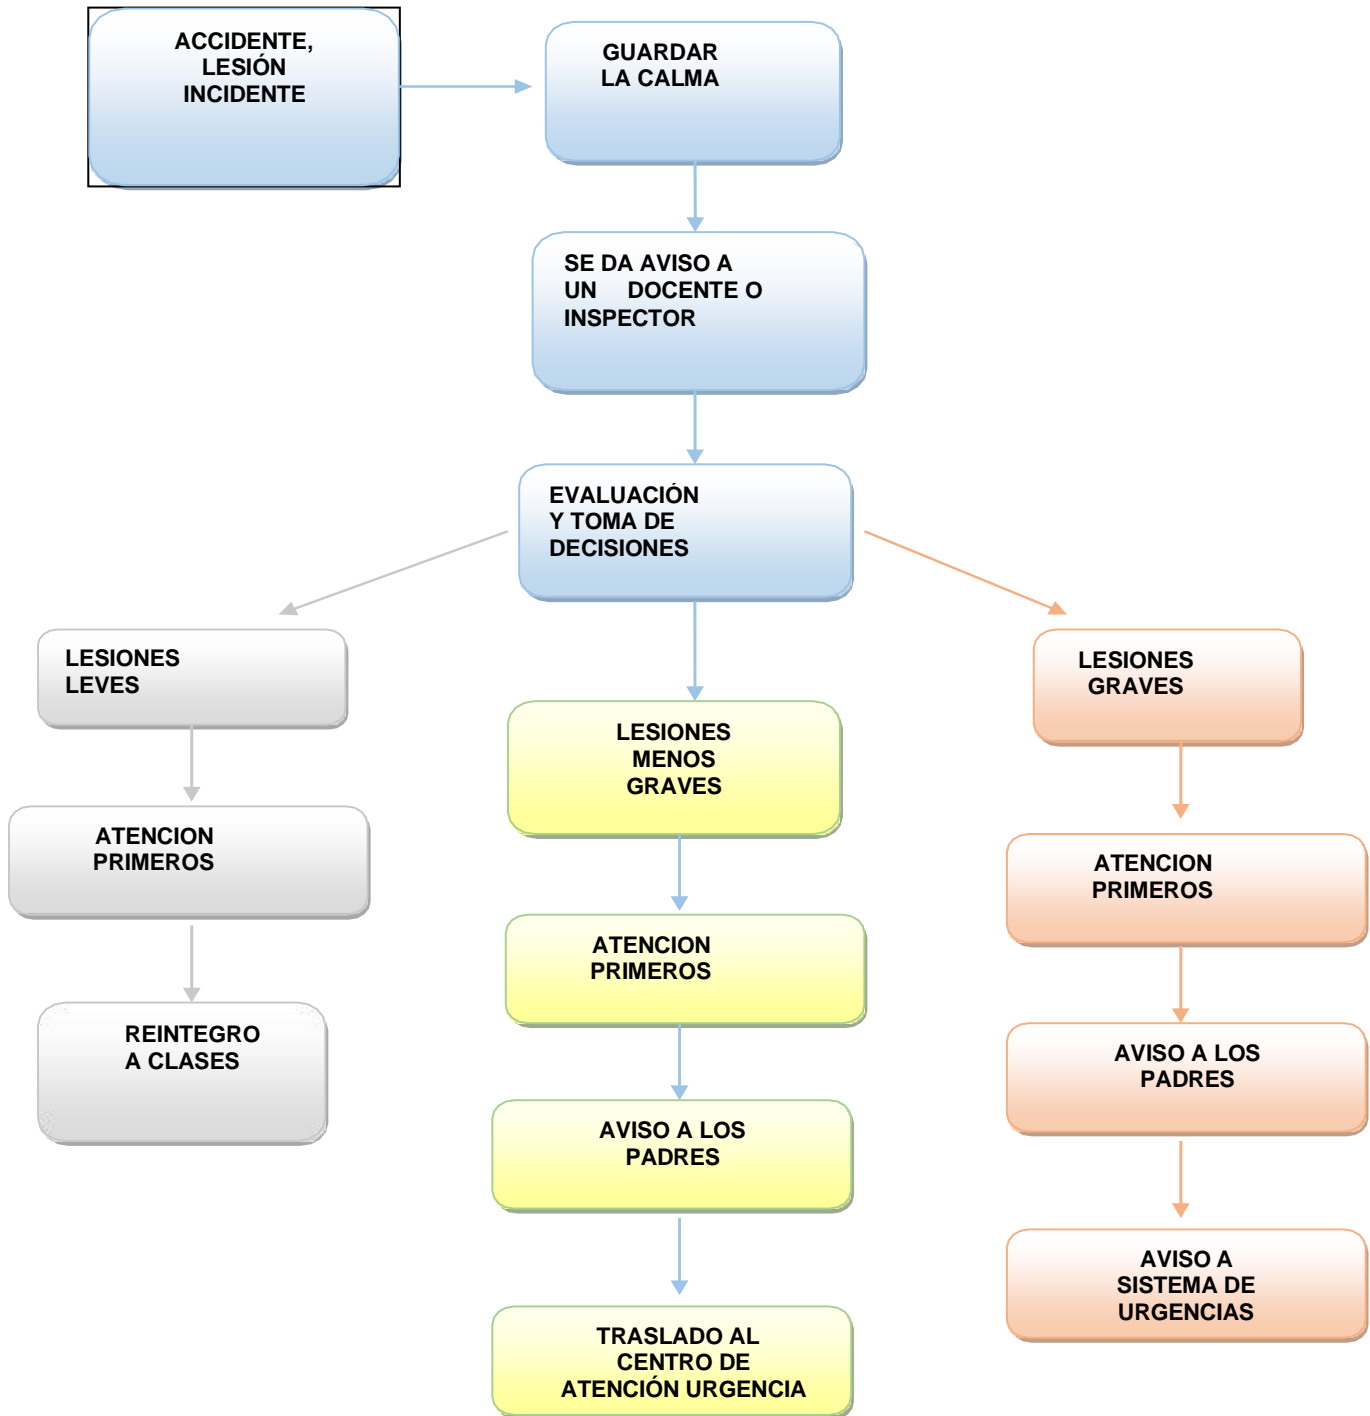 ACCIDENTE,
LESIÓN
INCIDENTE
GUARDAR
LA CALMA
SE DA AVISO A
UN DOCENTE O
INSPECTOR
EVALUACIÓN
Y TOMA DE
DECISIONES
LESIONES
LEVES
ATENCION
PRIMEROS
REINTEGRO
A CLASES
LESIONES
MENOS
GRAVES
ATENCION
PRIMEROS
AVISO A LOS
PADRES
TRASLADO AL
CENTRO DE
ATENCIÓN URGENCIA
LESIONES
GRAVES
ATENCION
PRIMEROS
AVISO A LOS
PADRES
AVISO A
SISTEMA DE
URGENCIAS